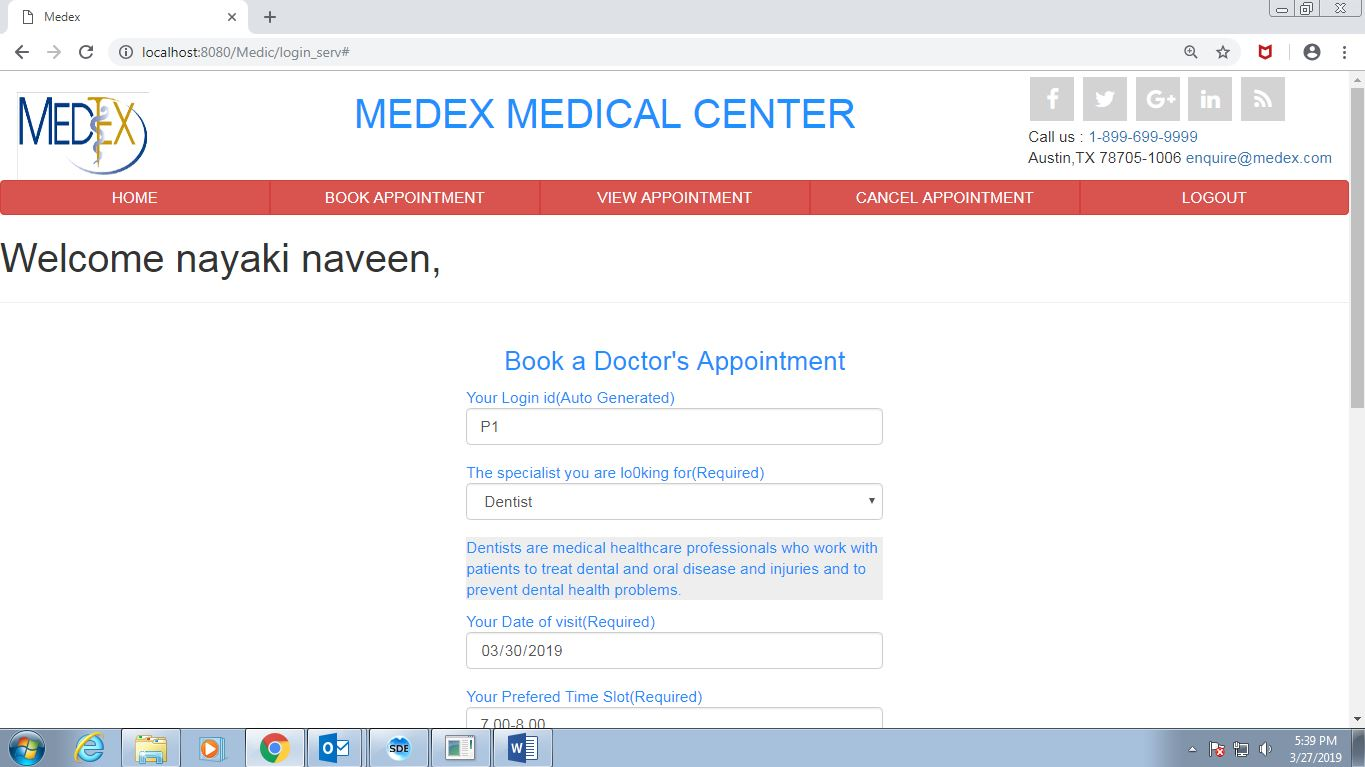 Medex
localhost:8080/Medic/login_serv#
MEDEX
MEDEX MEDICAL CENTER
Call us : 1-899-699-9999
Austin,TX 78705-1006 enquire@medex.com
HOME BOOK APPOINTMENT VIEW APPOINTMENT CANCEL APPOINTMENT LOGOUT
Welcome nayaki naveen,
Book a Doctor's Appointment
Your Login id(Auto Generated)
P1
The specialist you are lo0king for(Required)
Dentist
Dentists are medical healthcare professionals who work with
patients to treat dental and oral disease and injuries and to
prevent dental health problems.
Your Date of visit(Required)
03/30/2019
Your Prefered Time Slot(Required)
7.00-8.00
SDE
5:39 PM
3/27/2019